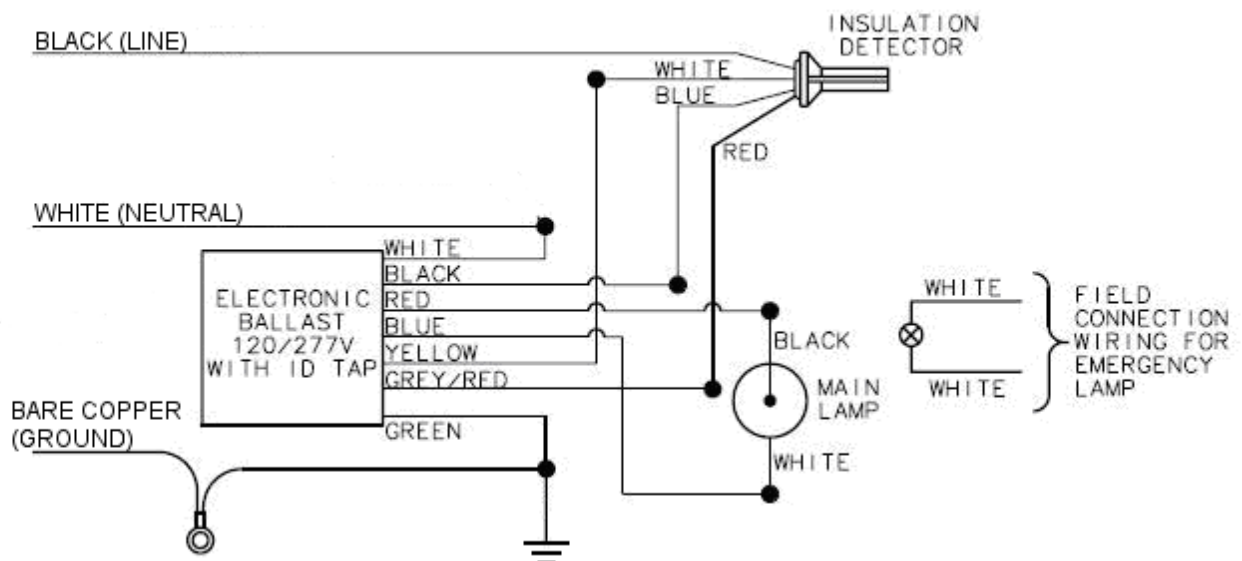 BLACK (LINE)
INSULATION
DETECTOR
WHITE
BLUE
RED
WHITE (NEUTRAL)
WHITE
BLACK
RED
BLUE
YELLOW
GREY/RED
GREEN
ELECTRONIC
BALLAST
120/277V
WITH ID TAP
BARE COPPER
(GROUND)
BLACK
MAIN
LAMP
WHITE
WHITE
WHITE
FIELD
CONNECTION
WIRING FOR
EMERGENCY
LAMP